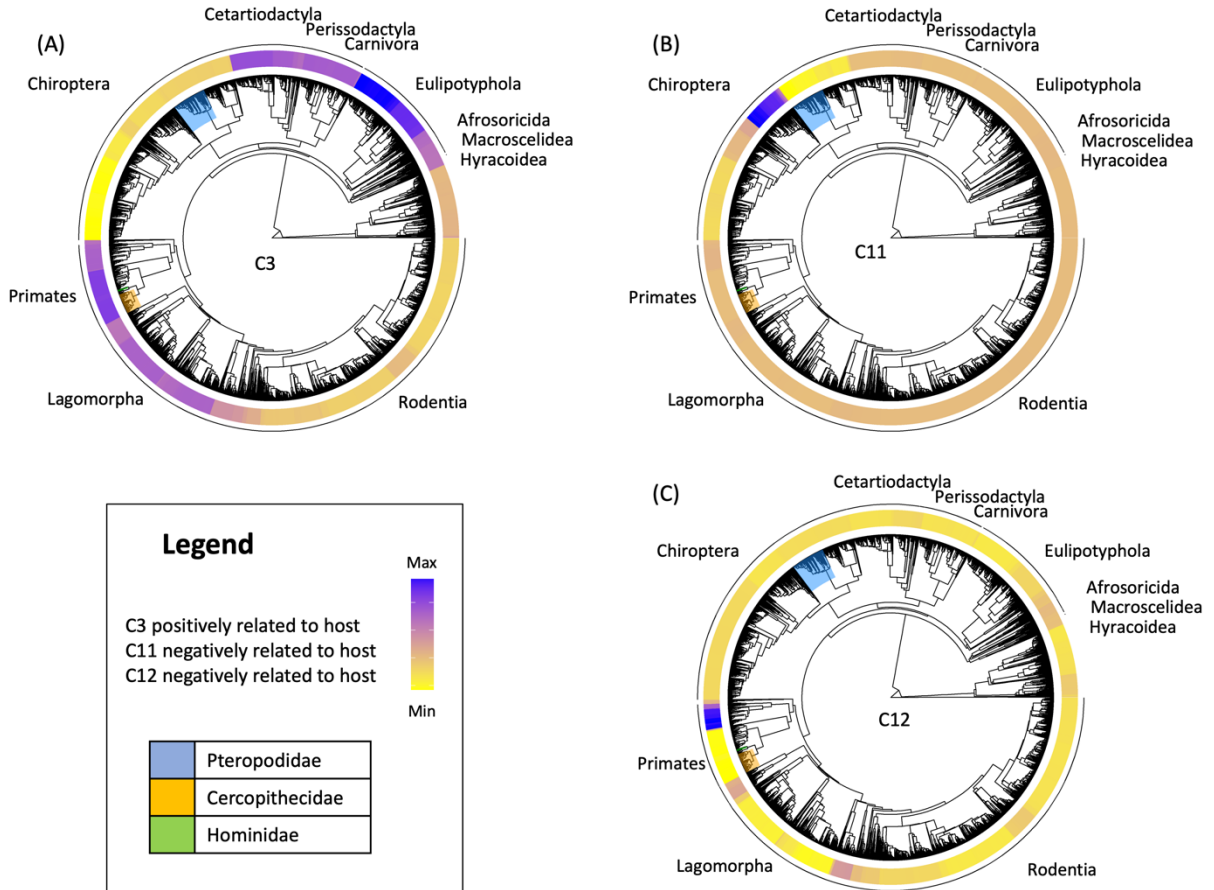 (A)
Cetartiodactyla
Perissodactyla
Carnivora
Chiroptera
Eulipotyphola
Afrosoricida
Macroscelidea
Hyracoidea
C3
Primates
Lagomorpha
Rodentia
(B)
Cetartiodactyla
Perissodactyla
Carnivora
Chiroptera
Eulipotyphola
Afrosoricida
Macroscelidea
Hyracoidea
C11
Primates
Lagomorpha
Rodentia
Legend
Max
C3 positively related to host
C11 negatively related to host
C12 negatively related to host
Min
Pteropodidae
Cercopithecidae
Hominidae
(C)
Cetartiodactyla
Perissodactyla
Carnivora
Chiroptera
Eulipotyphola
Afrosoricida
Macroscelidea
Hyracoidea
C12
Primates
Lagomorpha
Rodentia